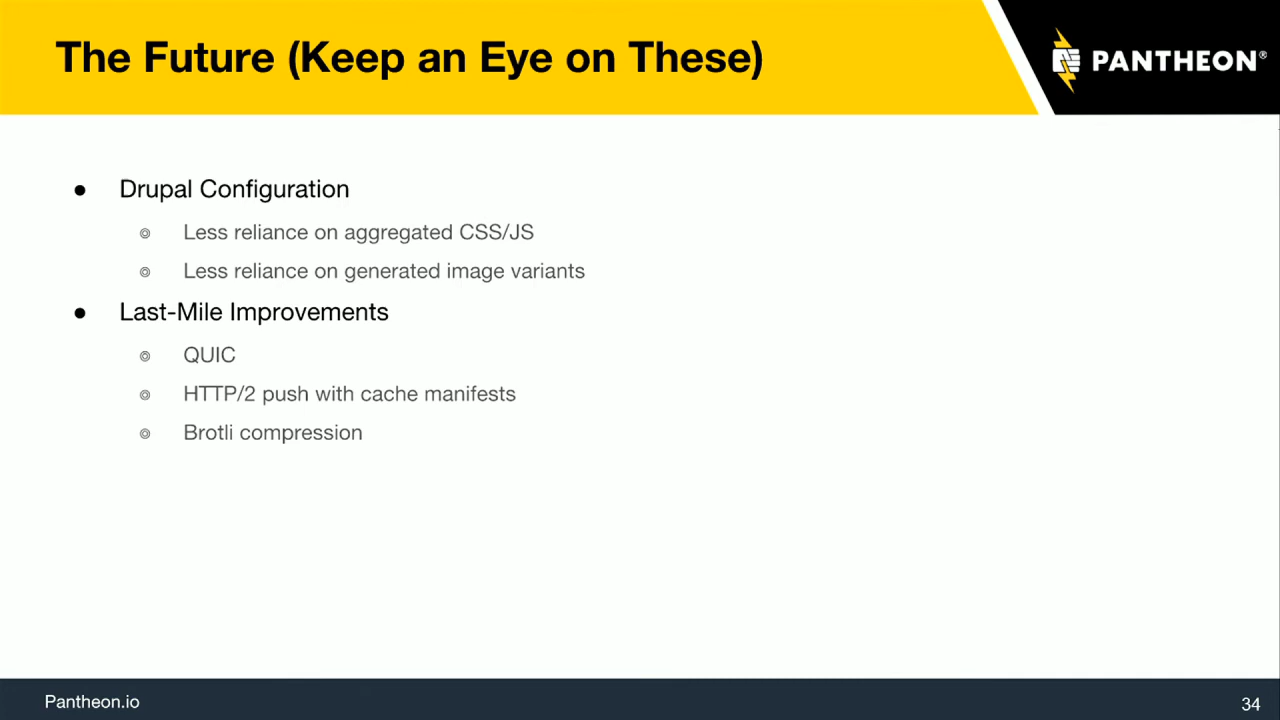 The Future (Keep an Eye on These)
PANTHEON®
● Drupal Configuration
◎ Less reliance on aggregated CSS/JS
◎ Less reliance on generated image variants
● Last-Mile Improvements
◎ QUIC
◎ HTTP/2 push with cache manifests
◎ Brotli compression
Pantheon.io
34